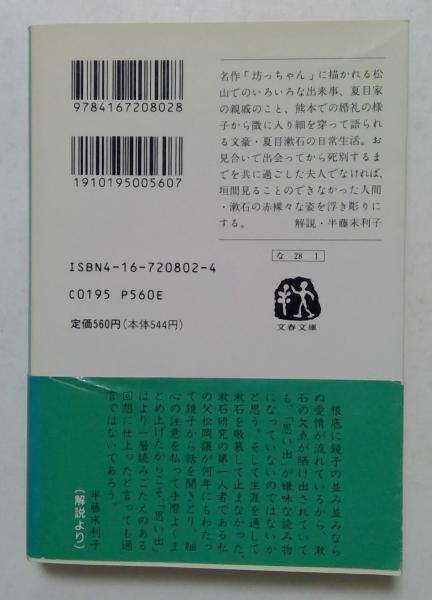 9784167208028
1910195005607
名作「坊っちゃん」に描かれる松
山でのいろいろな出来事、夏目家
の親戚のこと、熊本での婚礼の様
子から微に入り細を穿って語られ
る文豪・夏目漱石の日常生活。お
見合いで出会ってから死別するま
でを共に過ごした夫人でなければ、
垣間見ることのできなかった人間
・漱石の赤裸々な姿を浮き彫りに
する。 解説・半藤末利子
な 28 1
ISBN4-16-720802-4
C0195 P560E
定価560円(本体544円)
文春文庫
根底に鏡子の並み並みなら
ぬ愛情が流れているから、漱
石の欠点が晒け出されていて
も、「思い出」が嫌味な読み物
になっていないのではないか
と思う。そして生涯を通して
漱石を敬慕して止まなかった、
漱石研究の第一人者である私
の父松岡譲が何年にもわたっ
て鏡子から話を聞きとり、細
心の注意を払って手際よくま
とめ上げたからこそ、「思い出」
はより一層読みごたえのある
回想に仕上ったと言っても過
言ではないであろう。
半藤末利子
(解説より)